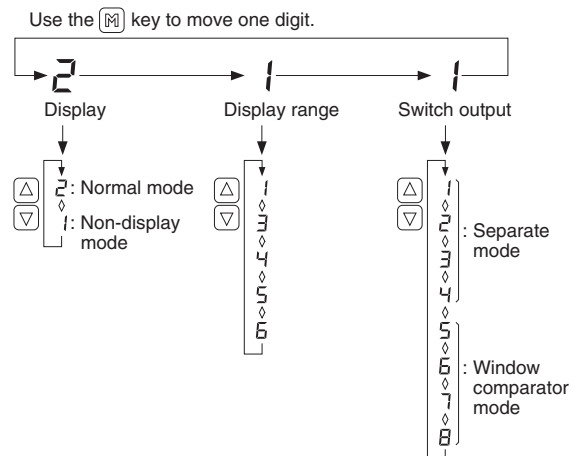 Use the M key to move one digit.
2 1 1
Display Display range Switch output
2 : Normal mode
1 : Non-display
mode
1
3
4
5
6
1
2
3
4
: Separate
mode
5
6
7
8
: Window
comparator
mode